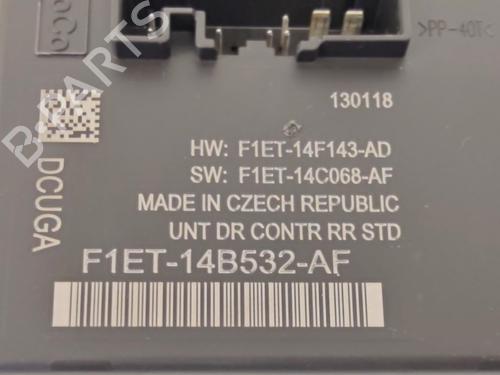 >PP-40T<
130118
HW: F1ET-14F143-AD
SW: F1ET-14C068-AF
MADE IN CZECH REPUBLIC
UNT DR CONTR RR STD
DCUGA
F1ET-14B532-AF
B-PARTS